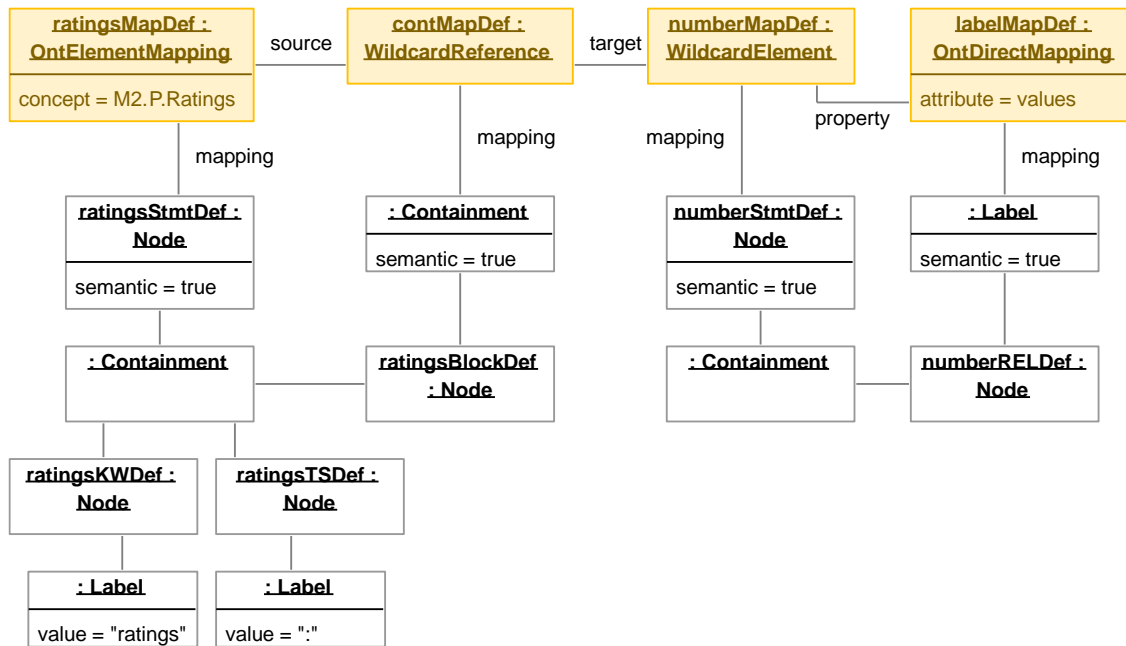 ratingsMapDef :
OntElementMapping
concept = M2.P.Ratings
source
contMapDef :
WildcardReference
target
numberMapDef :
WildcardElement
labelMapDef :
OntDirectMapping
attribute = values
property
mapping
mapping
mapping
mapping
ratingsStmtDef :
Node
semantic = true
: Containment
semantic = true
numberStmtDef :
Node
semantic = true
: Label
semantic = true
: Containment
ratingsBlockDef
: Node
: Containment
numberRELDef :
Node
ratingsKWDef :
Node
ratingsTSDef :
Node
: Label
value = "ratings"
: Label
value = ":"